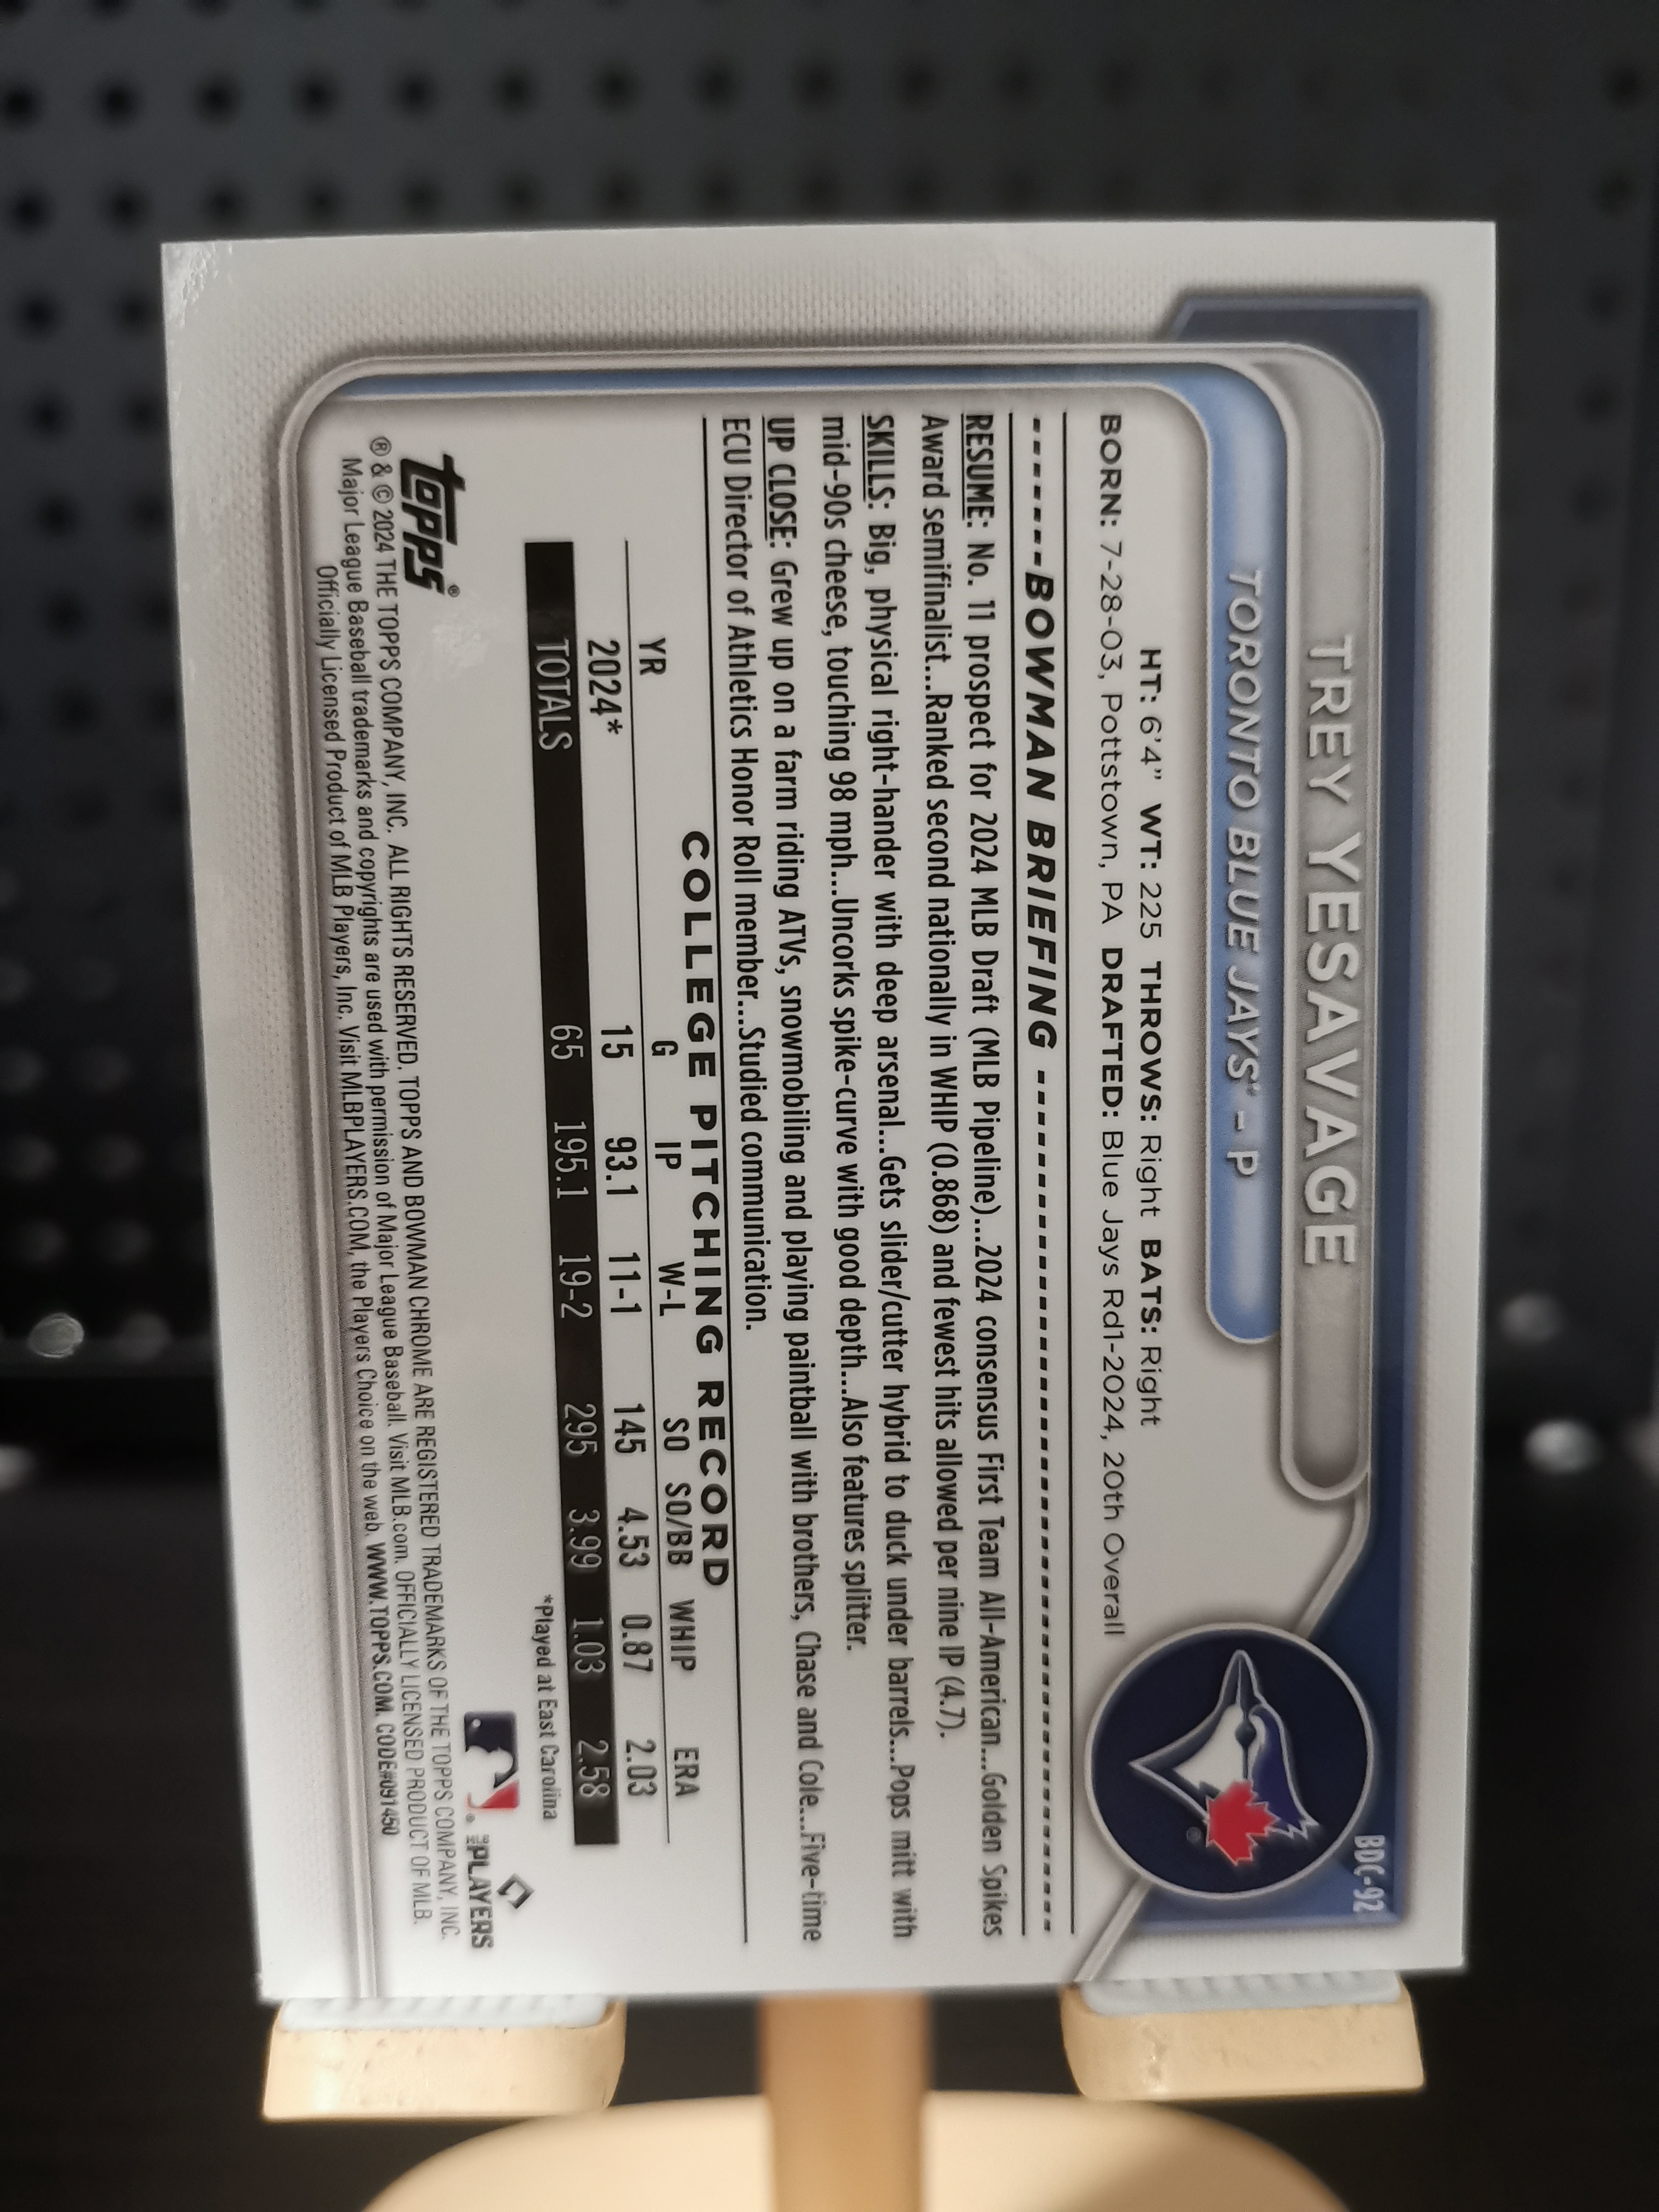 BDC-92
TREY YESAVAGE
TORONTO BLUE JAYS® - P
HT: 6'4" WT: 225 THROWS: Right BATS: Right
BORN: 7-28-03, Pottstown, PA DRAFTED: Blue Jays Rd1-2024, 20th Overall
BOWMAN BRIEFING
RESUME: No. 11 prospect for 2024 MLB Draft (MLB Pipeline)...2024 consensus First Team All-American...Golden Spikes
Award semifinalist...Ranked second nationally in WHIP (0.868) and fewest hits allowed per nine IP (4.7).
SKILLS: Big, physical right-hander with deep arsenal...Gets slider/cutter hybrid to duck under barrels...Pops mitt with
mid-90s cheese, touching 98 mph...Uncorks spike-curve with good depth...Also features splitter.
UP CLOSE: Grew up on a farm riding ATVs, snowmobiling and playing paintball with brothers, Chase and Cole...Five-time
ECU Director of Athletics Honor Roll member...Studied communication.
COLLEGE PITCHING RECORD
YR G IP W-L SO SO/BB WHIP ERA
2024* 15 93.1 11-1 145 4.53 0.87 2.03
TOTALS 65 195.1 19-2 295 3.99 1.03 2.58
*Played at East Carolina
topps®
MLB PLAYERS
® & © 2024 THE TOPPS COMPANY, INC. ALL RIGHTS RESERVED. TOPPS AND BOWMAN CHROME ARE REGISTERED TRADEMARKS OF THE TOPPS COMPANY, INC.
Major League Baseball trademarks and copyrights are used with permission of Major League Baseball. Visit MLB.com. OFFICIALLY LICENSED PRODUCT OF MLB.
Officially Licensed Product of MLB Players, Inc. Visit MLBPLAYERS.COM, the Players Choice on the web. WWW.TOPPS.COM. CODE#091450